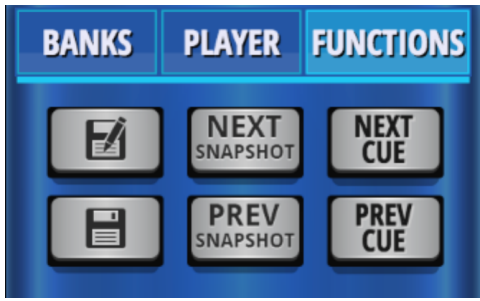 BANKS PLAYER FUNCTIONS
NEXT SNAPSHOT
NEXT CUE
PREV SNAPSHOT
PREV CUE